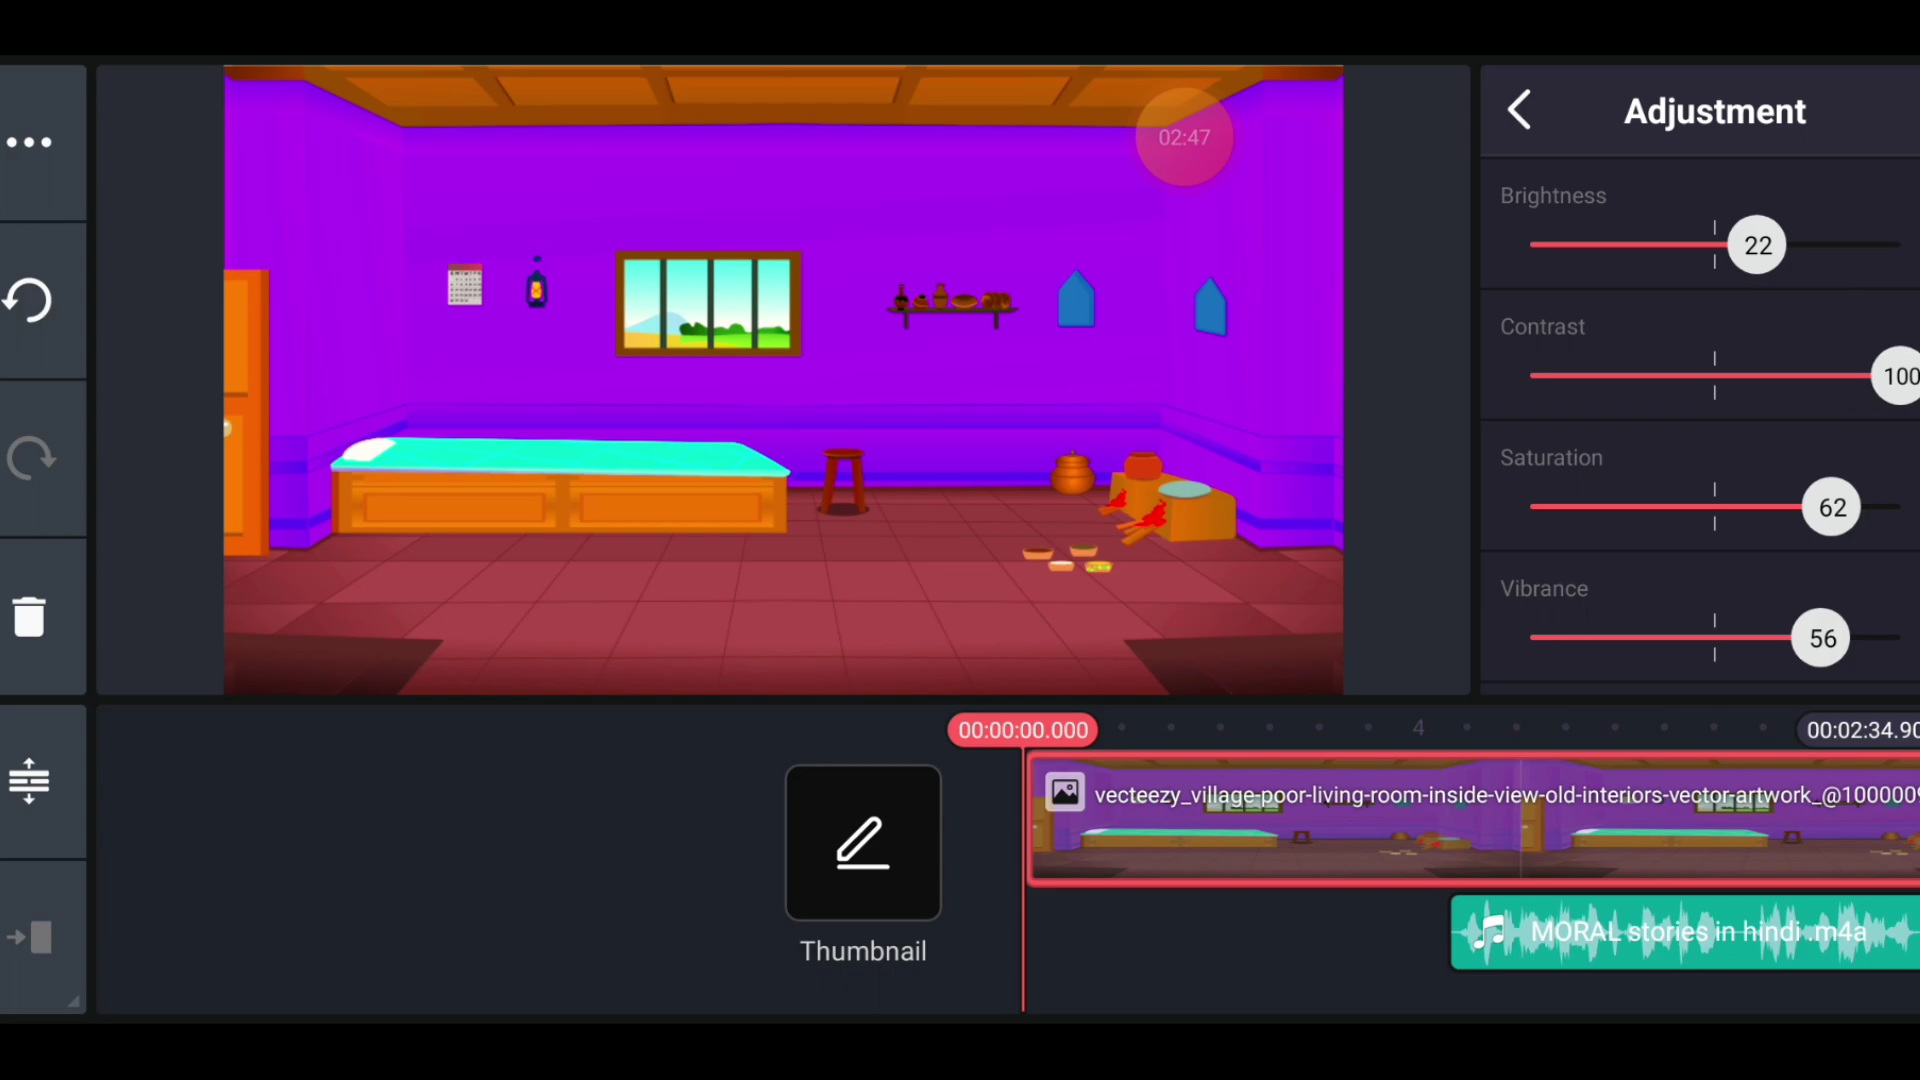 02:47
Adjustment
Brightness
22
Contrast
100
Saturation
62
Vibrance
56
00:00:00.000
4
00:02:34.90
vecteezy_village-poor-living-room-inside-view-old-interiors-vector-artwork_@1000009
MORAL stories in hindi .m4a
Thumbnail